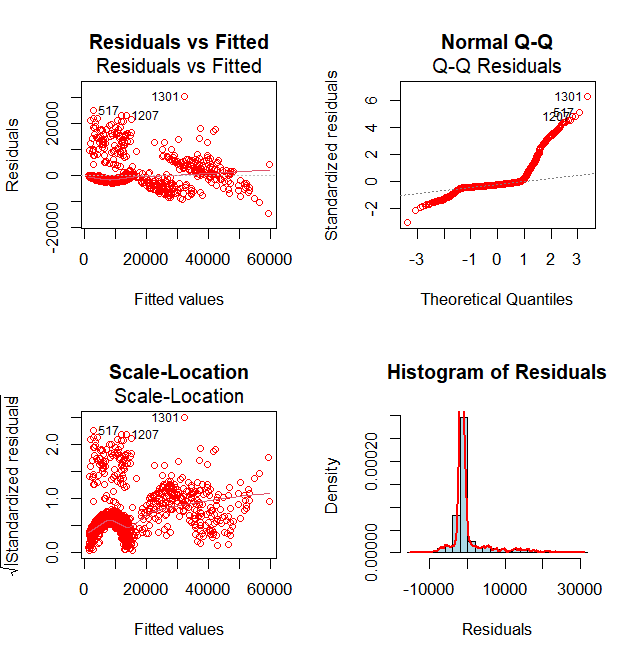 Residuals vs Fitted
Residuals vs Fitted
Residuals
20000
0
-20000
1301
517
1207
0 20000 40000 60000
Fitted values
Normal Q-Q
Q-Q Residuals
Standardized residuals
6
4
2
0
-2
1301
517
1207
-3 -1 0 1 2 3
Theoretical Quantiles
Scale-Location
Scale-Location
√|Standardized residuals
2.0
1.0
0.0
1301
517
1207
0 20000 40000 60000
Fitted values
Histogram of Residuals
Density
0.00020
0.00000
-10000 10000 30000
Residuals